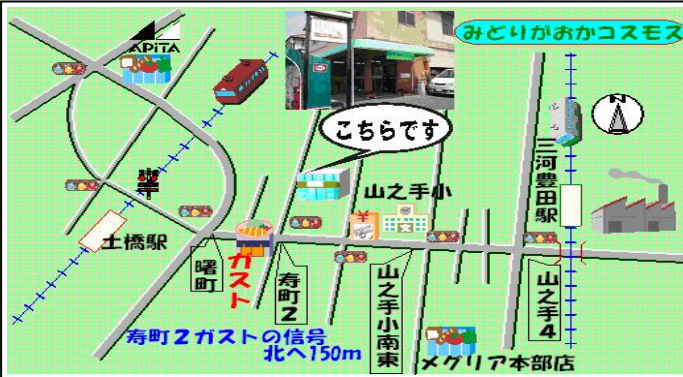 APiTA
みどりがおかコスモス
N
こちらです
三河豊田駅
山之手小
¥
土橋駅
曙町
ガスト
寿町2
山之手小南東
山之手4
寿町2ガストの信号
北へ150m
メグリア本部店